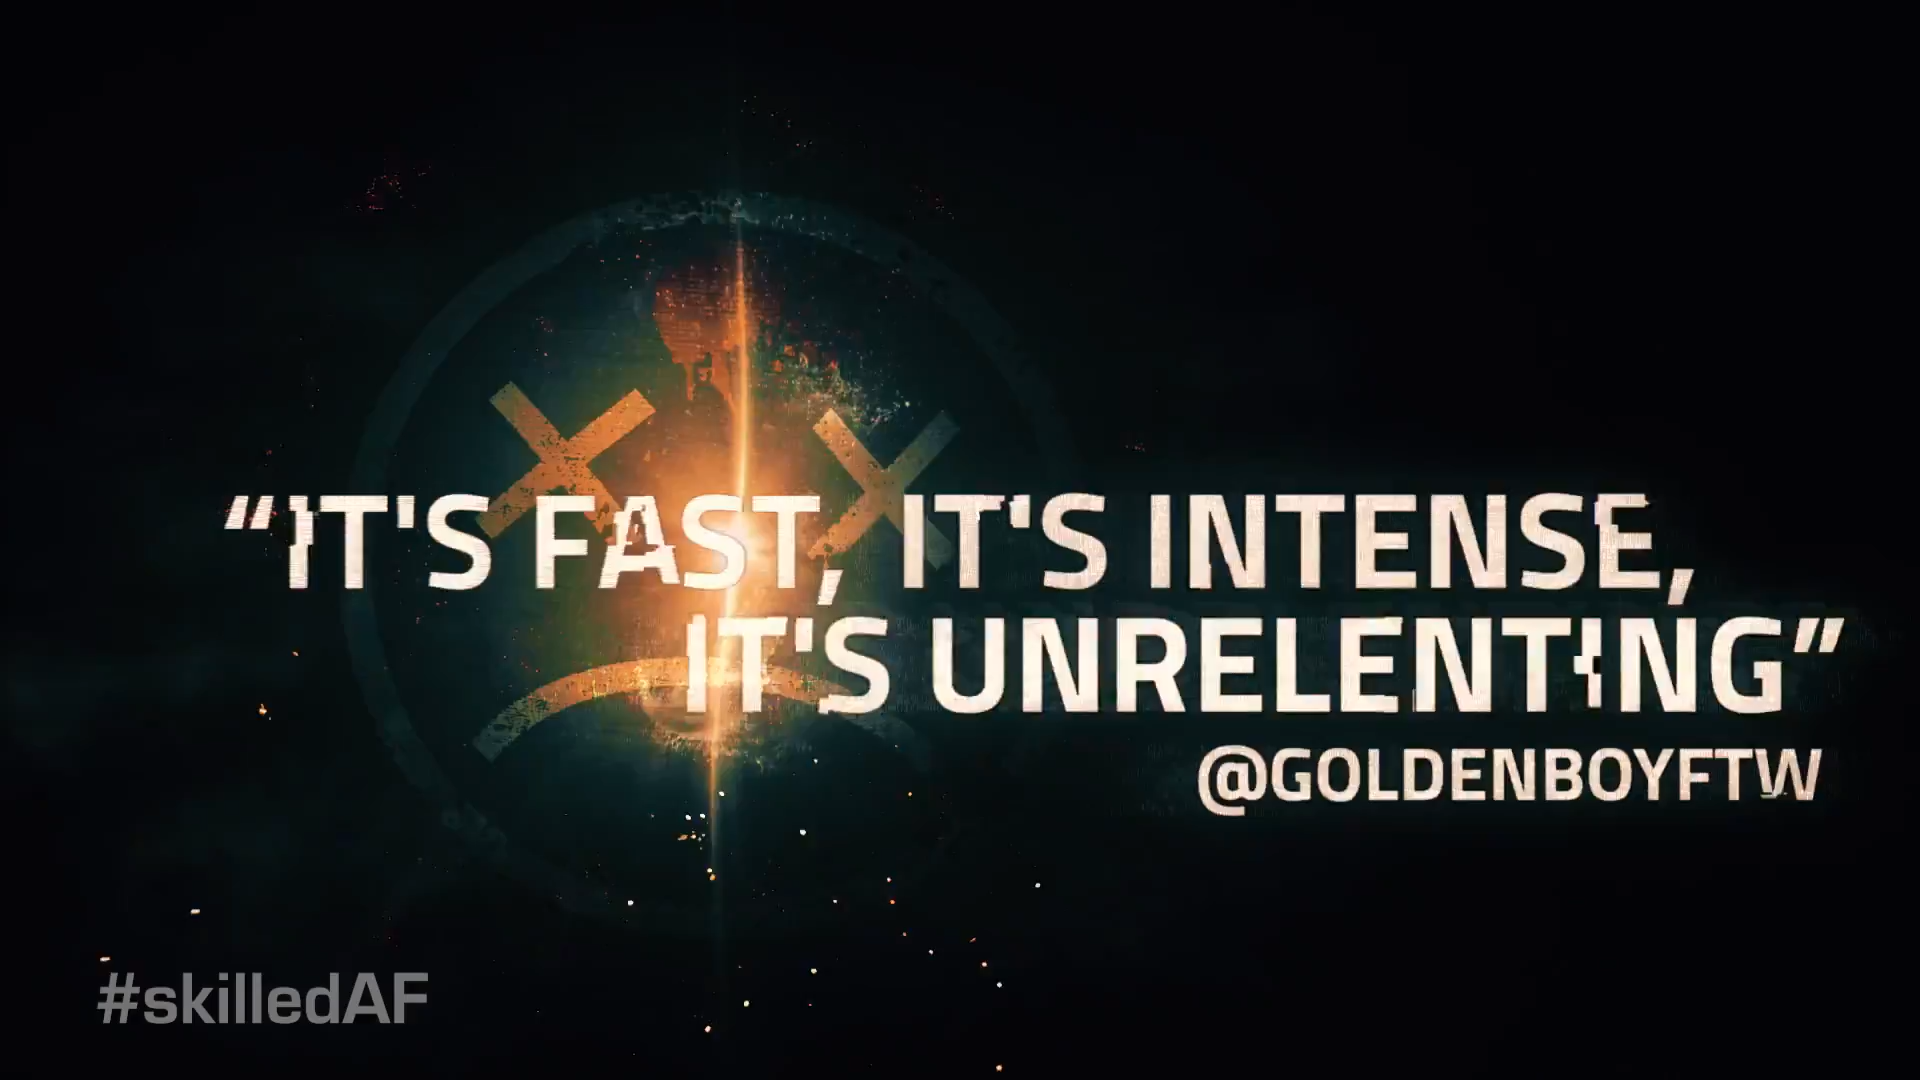 “IT'S FAST, IT'S INTENSE,
IT'S UNRELENTING”
@GOLDENBOYFTW
#skilledAF